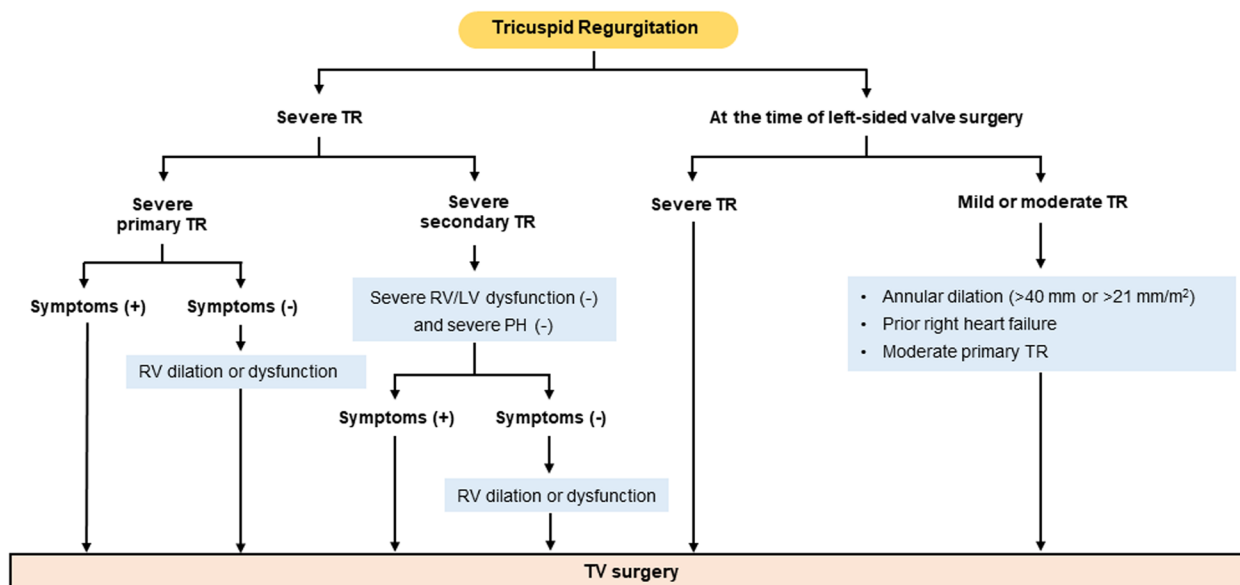 Tricuspid Regurgitation
Severe TR
At the time of left-sided valve surgery
Severe
primary TR
Severe
secondary TR
Severe TR
Mild or moderate TR
Symptoms (+)
Symptoms (-)
Severe RV/LV dysfunction (-)
and severe PH (-)
• Annular dilation (>40 mm or >21 mm/m²)
• Prior right heart failure
• Moderate primary TR
RV dilation or dysfunction
Symptoms (+)
Symptoms (-)
RV dilation or dysfunction
TV surgery